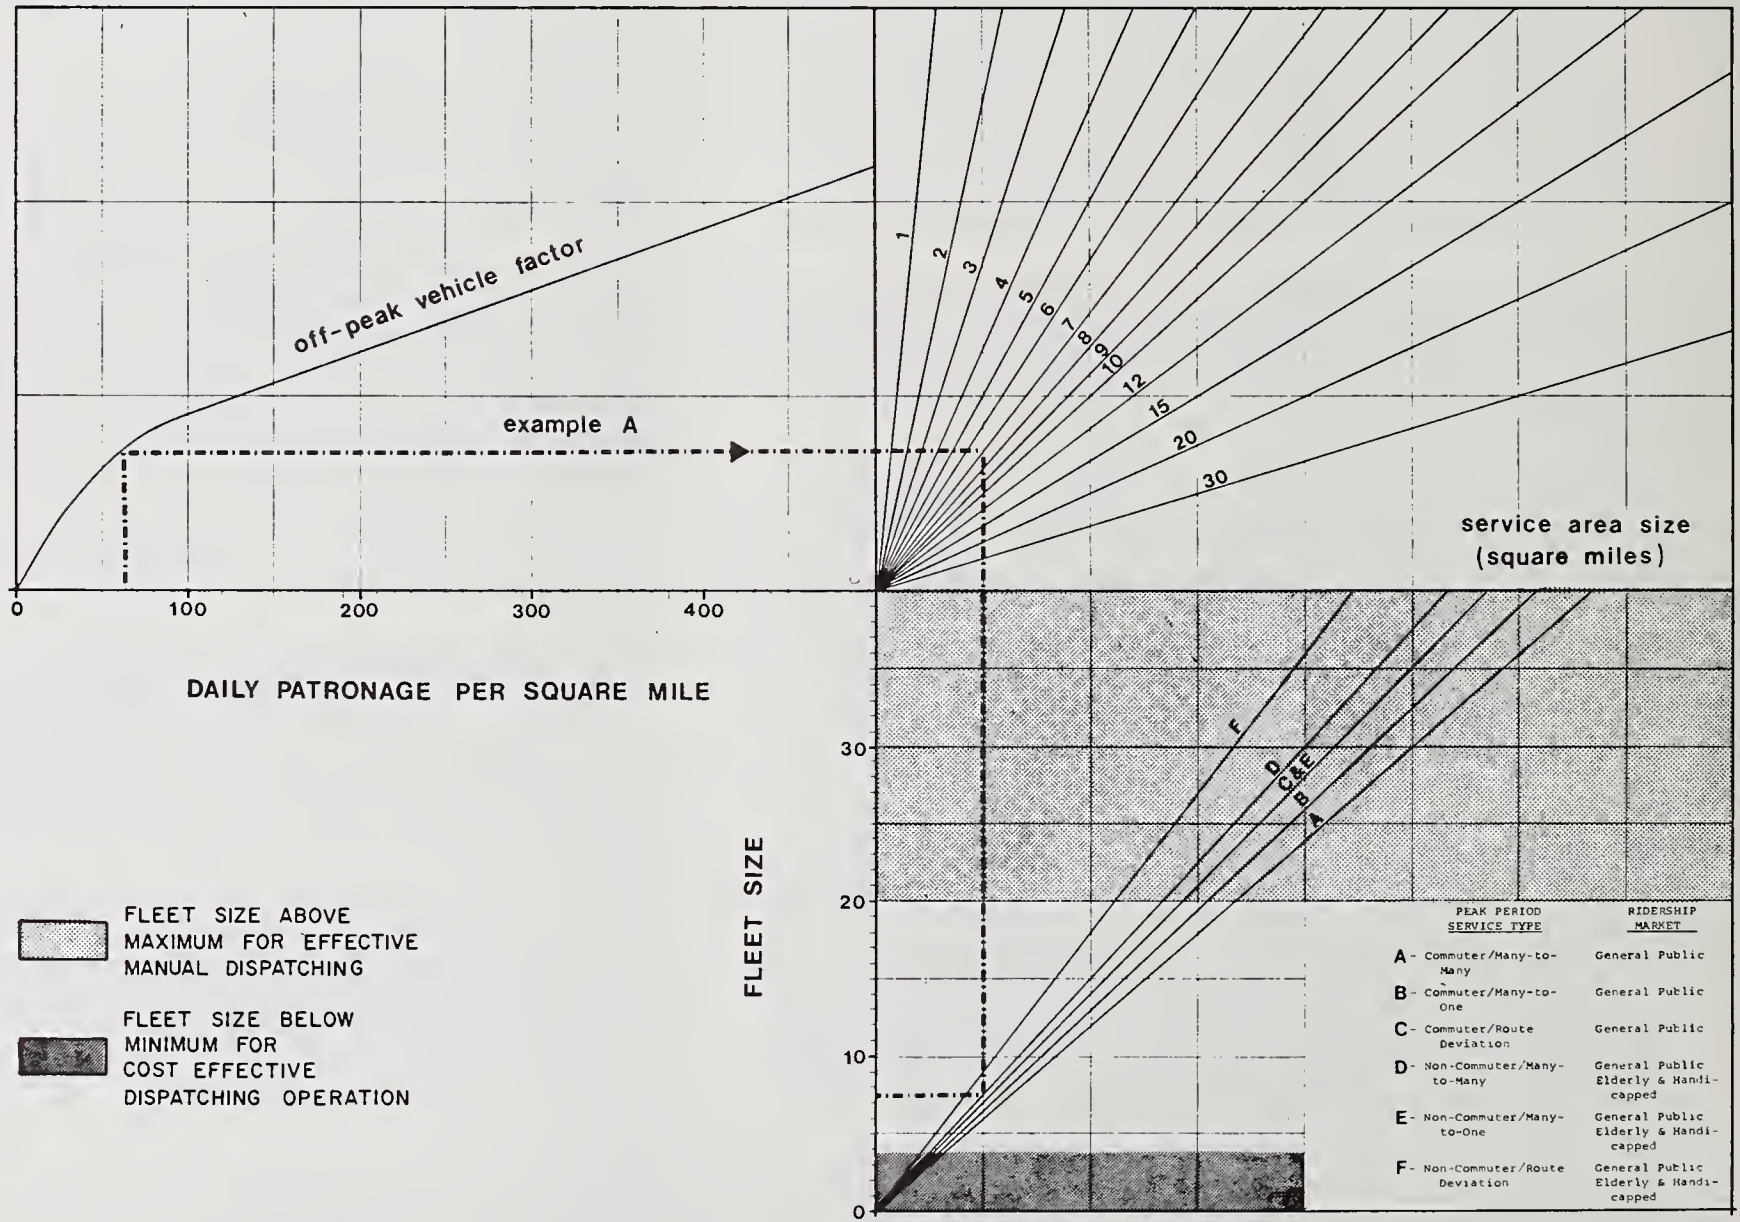 off-peak vehicle factor
example A
1
2
3
4
5
6
7
8
9
10
12
15
20
30
service area size
(square miles)
0
100
200
300
400
DAILY PATRONAGE PER SQUARE MILE
FLEET SIZE
30
20
10
0
F
D
C&E
B
A
FLEET SIZE ABOVE
MAXIMUM FOR EFFECTIVE
MANUAL DISPATCHING
FLEET SIZE BELOW
MINIMUM FOR
COST EFFECTIVE
DISPATCHING OPERATION
PEAK PERIOD RIDERSHIP
SERVICE TYPE MARKET
A - Commuter/Many-to- General Public
Many
B - Commuter/Many-to- General Public
One
C - Commuter/Route General Public
Deviation
D - Non-Commuter/Many- General Public
to-Many Elderly & Handi-
capped
E - Non-Commuter/Many- General Public
to-One Elderly & Handi-
capped
F - Non-Commuter/Route General Public
Deviation Elderly & Handi-
capped